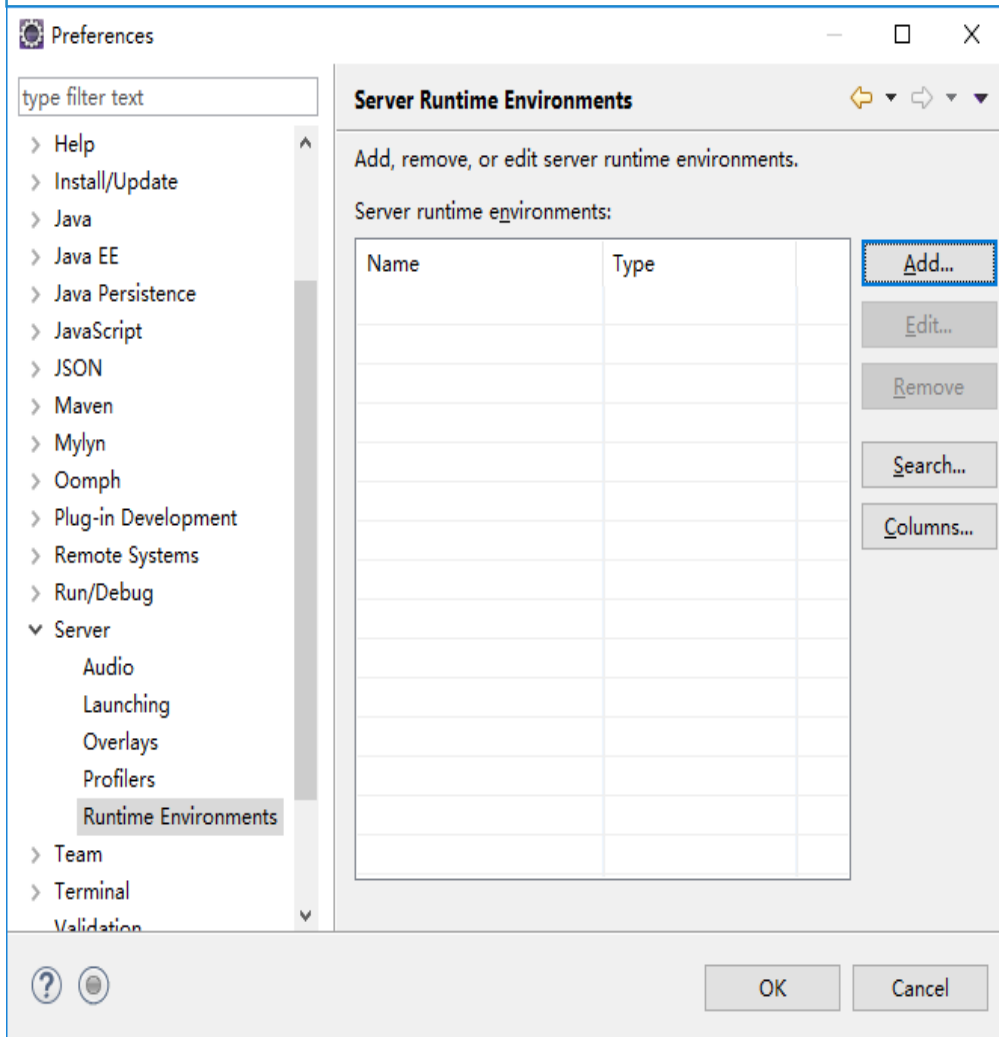 Preferences
type filter text
Help
Install/Update
Java
Java EE
Java Persistence
JavaScript
JSON
Maven
Mylyn
Oomph
Plug-in Development
Remote Systems
Run/Debug
Server
Audio
Launching
Overlays
Profilers
Runtime Environments
Team
Terminal
Validation
Server Runtime Environments
Add, remove, or edit server runtime environments.
Server runtime environments:
Name Type
Add...
Edit...
Remove
Search...
Columns...
OK Cancel